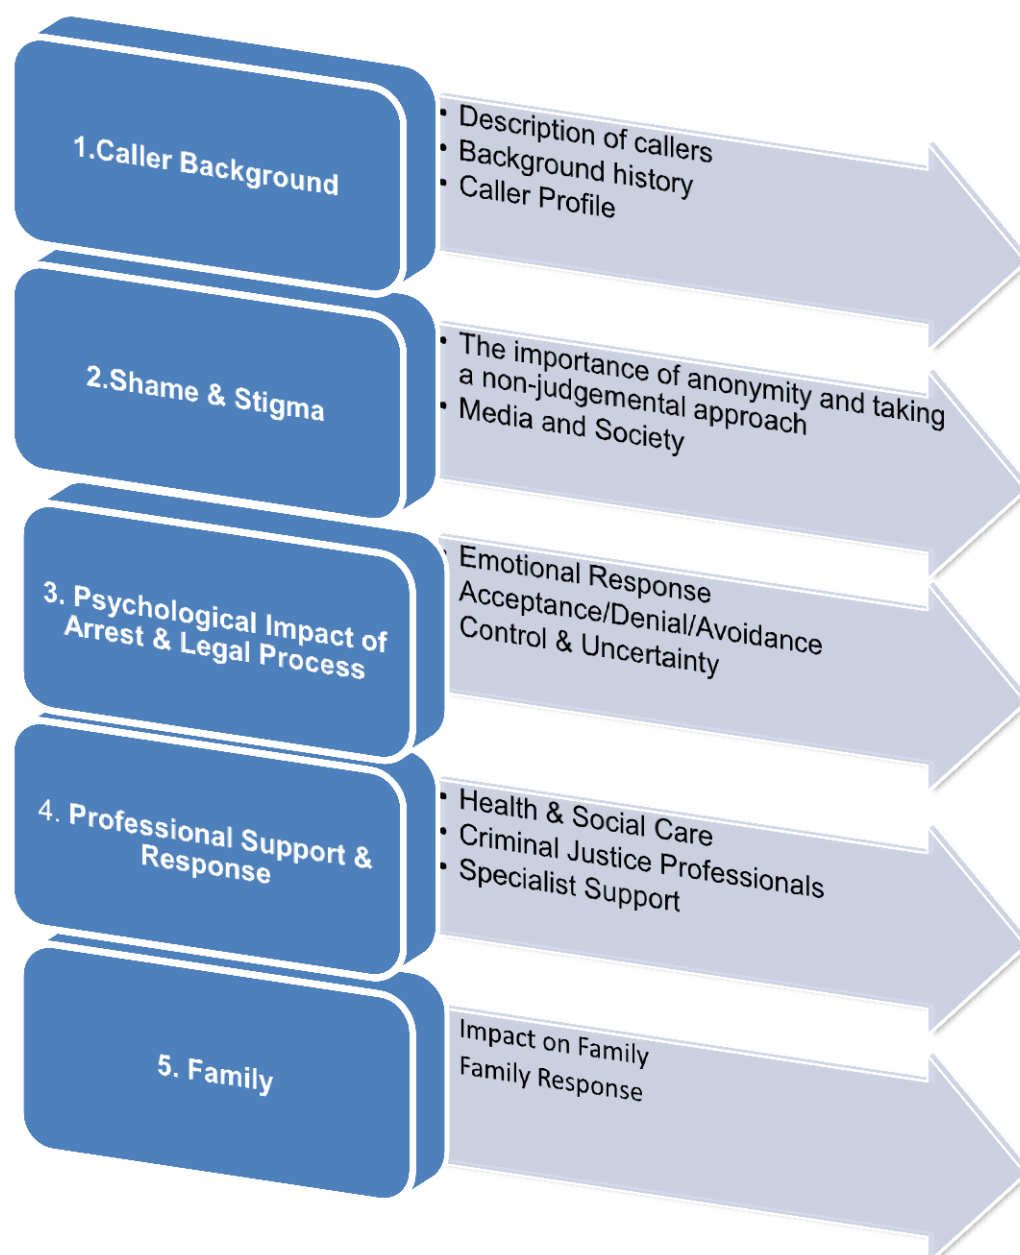 1.Caller Background
• Description of callers
• Background history
• Caller Profile
2.Shame & Stigma
• The importance of anonymity and taking
a non-judgemental approach
• Media and Society
3. Psychological Impact of
Arrest & Legal Process
• Emotional Response
Acceptance/Denial/Avoidance
Control & Uncertainty
4. Professional Support &
Response
• Health & Social Care
• Criminal Justice Professionals
• Specialist Support
5. Family
Impact on Family
Family Response